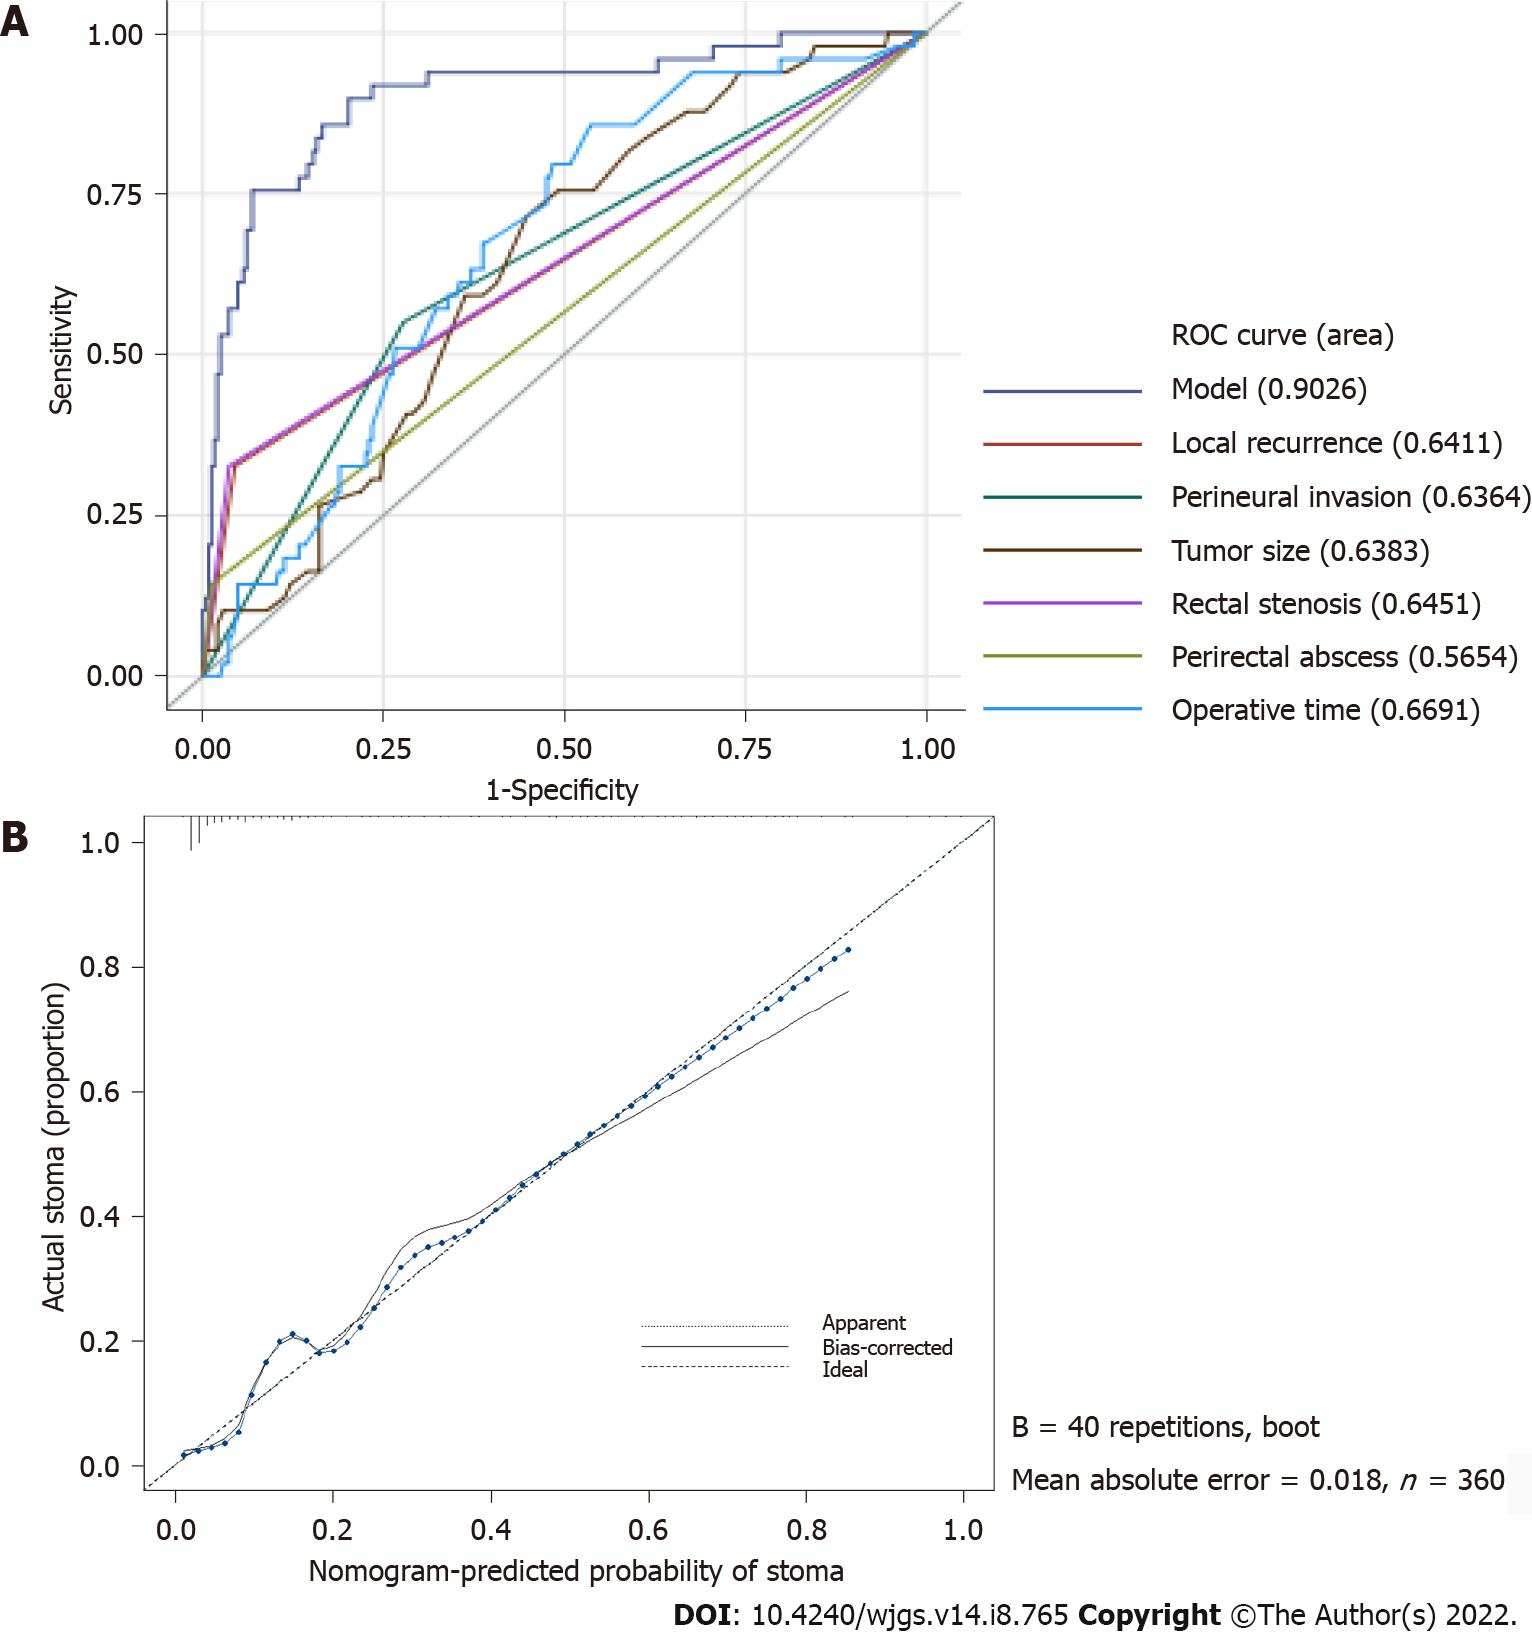 A
1.00
0.75
0.50
0.25
0.00
Sensitivity
0.00 0.25 0.50 0.75 1.00
1-Specificity
ROC curve (area)
Model (0.9026)
Local recurrence (0.6411)
Perineural invasion (0.6364)
Tumor size (0.6383)
Rectal stenosis (0.6451)
Perirectal abscess (0.5654)
Operative time (0.6691)
B
1.0
0.8
0.6
0.4
0.2
0.0
Actual stoma (proportion)
Apparent
Bias-corrected
Ideal
0.0 0.2 0.4 0.6 0.8 1.0
Nomogram-predicted probability of stoma
B = 40 repetitions, boot
Mean absolute error = 0.018, n = 360
DOI: 10.4240/wjgs.v14.i8.765 Copyright ©The Author(s) 2022.